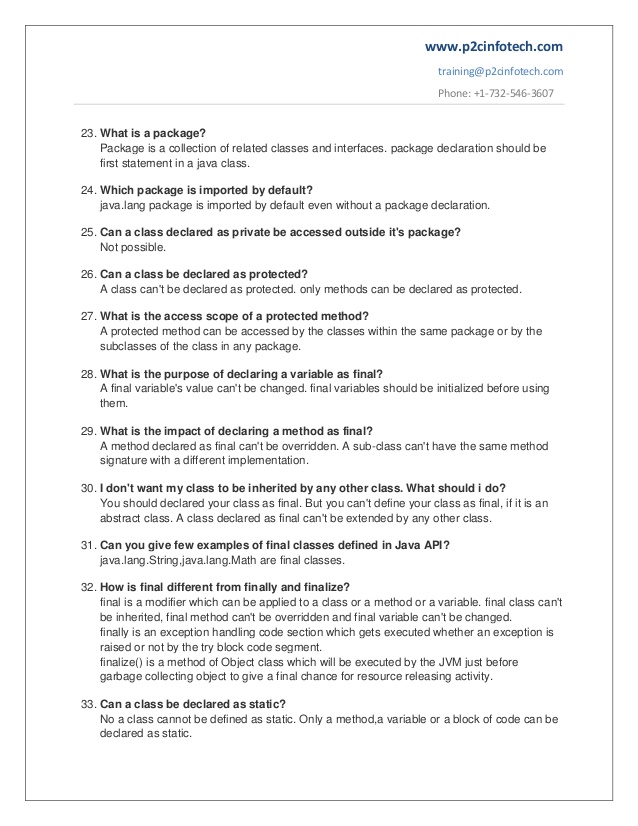 www.p2cinfotech.com
training@p2cinfotech.com
Phone: +1-732-546-3607
23. What is a package?
Package is a collection of related classes and interfaces. package declaration should be
first statement in a java class.
24. Which package is imported by default?
java.lang package is imported by default even without a package declaration.
25. Can a class declared as private be accessed outside it's package?
Not possible.
26. Can a class be declared as protected?
A class can't be declared as protected. only methods can be declared as protected.
27. What is the access scope of a protected method?
A protected method can be accessed by the classes within the same package or by the
subclasses of the class in any package.
28. What is the purpose of declaring a variable as final?
A final variable's value can't be changed. final variables should be initialized before using
them.
29. What is the impact of declaring a method as final?
A method declared as final can't be overridden. A sub-class can't have the same method
signature with a different implementation.
30. I don't want my class to be inherited by any other class. What should i do?
You should declared your class as final. But you can't define your class as final, if it is an
abstract class. A class declared as final can't be extended by any other class.
31. Can you give few examples of final classes defined in Java API?
java.lang.String,java.lang.Math are final classes.
32. How is final different from finally and finalize?
final is a modifier which can be applied to a class or a method or a variable. final class can't
be inherited, final method can't be overridden and final variable can't be changed.
finally is an exception handling code section which gets executed whether an exception is
raised or not by the try block code segment.
finalize() is a method of Object class which will be executed by the JVM just before
garbage collecting object to give a final chance for resource releasing activity.
33. Can a class be declared as static?
No a class cannot be defined as static. Only a method,a variable or a block of code can be
declared as static.